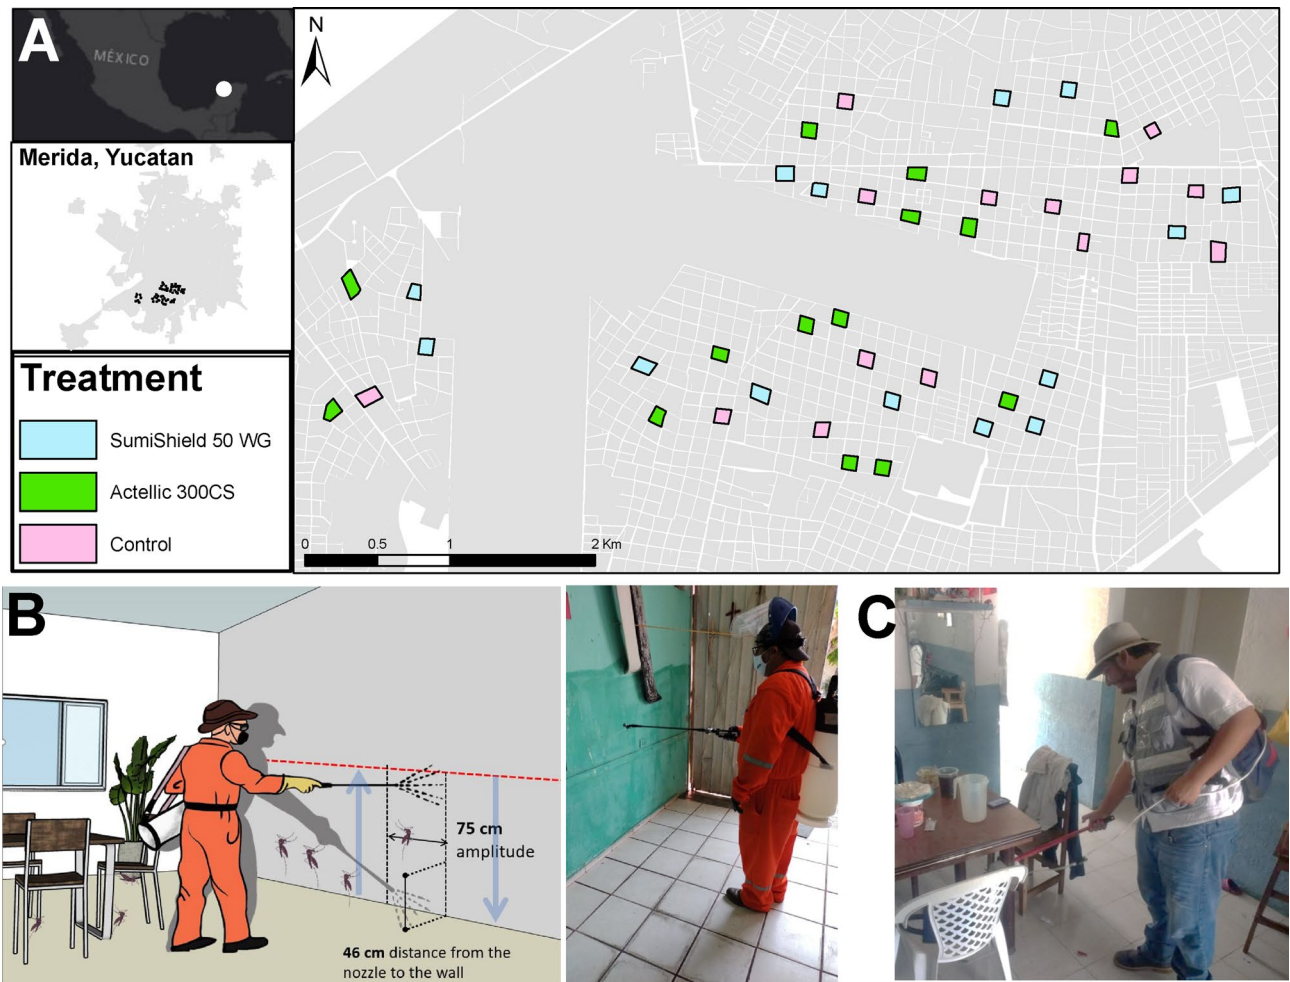 A
MÉXICO
Merida, Yucatan
Treatment
SumiShield 50 WG
Actellic 300CS
Control
N
0 0.5 1 2 Km
B
75 cm
amplitude
46 cm distance from the
nozzle to the wall
C